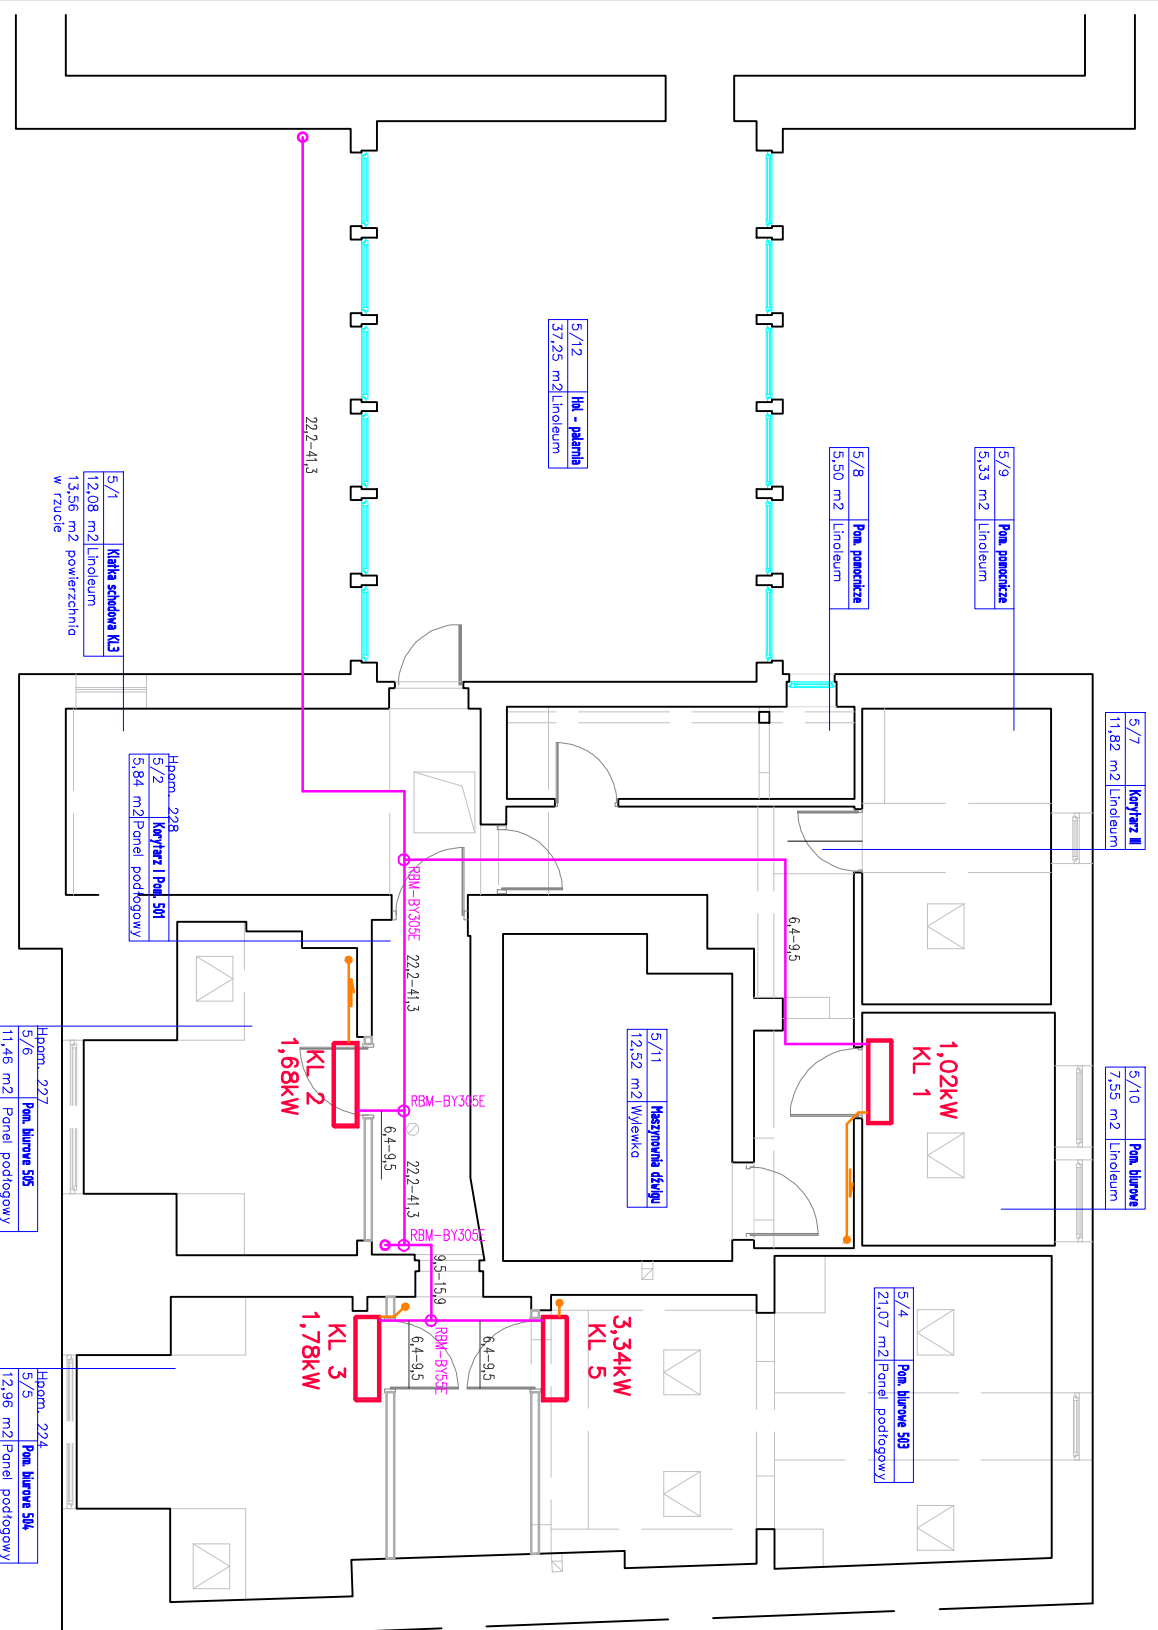 5/9 Pom. pomocnicze
5,33 m2 Linoleum
5/8 Pom. pomocnicze
5,50 m2 Linoleum
5/12 Hol - palarnia
37,25 m2 Linoleum
22,2-41,3
5/1 Klatka schodowa KL3
12,08 m2 Linoleum
13,56 m2 powierzchnia
w rzucie
5/7 Korytarz III
11,82 m2 Linoleum
Hpom. 228
5/2 Korytarz i Pom. 501
5,84 m2 Panel podłogowy
RBM-BY305E
22,2-41,3
6,4-9,5
5/10 Pom. biurowe
7,55 m2 Linoleum
1,02kW
KL 1
5/11 Maszynownia dźwigu
12,52 m2 Wylewka
KL 2
1,68kW
RBM-BY305E
6,4-9,5
22,2-41,3
RBM-BY305E
Hpom. 227
5/6 Pom. biurowe 505
11,46 m2 Panel podłogowy
9,5-15,9
RBM-BY55E
6,4-9,5
6,4-9,5
3,34kW
KL 5
KL 3
1,78kW
5/4 Pom. biurowe 503
21,07 m2 Panel podłogowy
Hpom. 224
5/5 Pom. biurowe 504
12,96 m2 Panel podłogowy